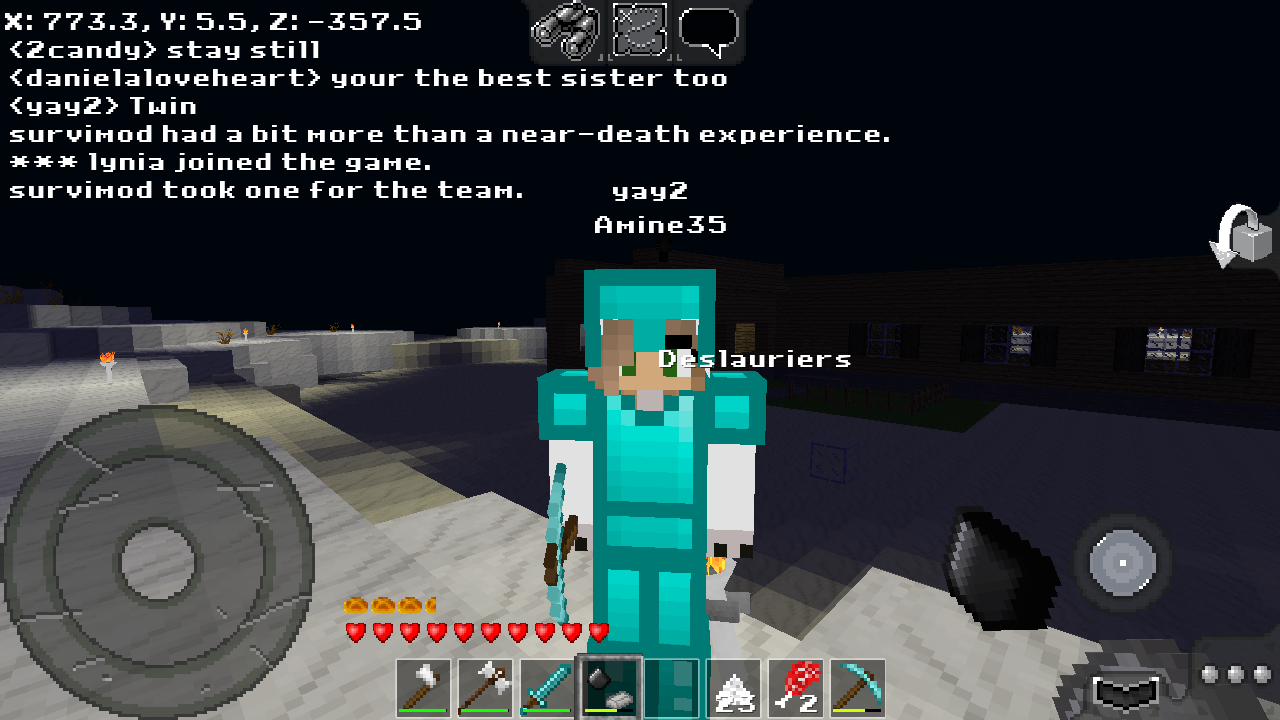 X: 773.3, Y: 5.5, Z: -357.5
<2candy> stay still
<danielaloveheart> your the best sister too
<yay2> Twin
survimod had a bit more than a near-death experience.
*** lynia joined the game.
survimod took one for the team.
yay2
Amine35
Deslauriers
23
2